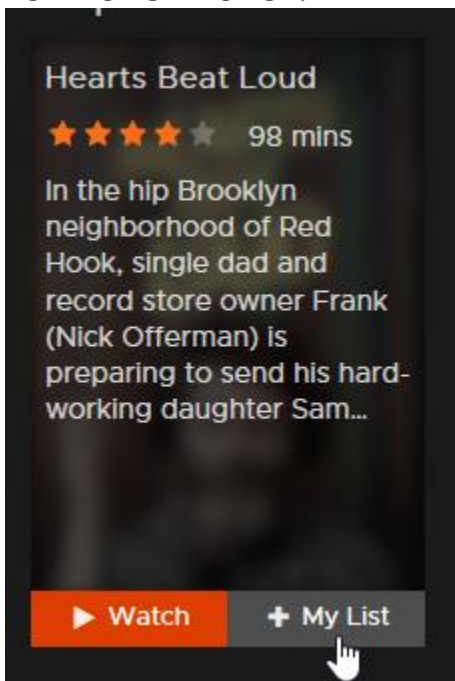 Hearts Beat Loud
98 mins
In the hip Brooklyn
neighborhood of Red
Hook, single dad and
record store owner Frank
(Nick Offerman) is
preparing to send his hard-
working daughter Sam...
Watch
+ My List